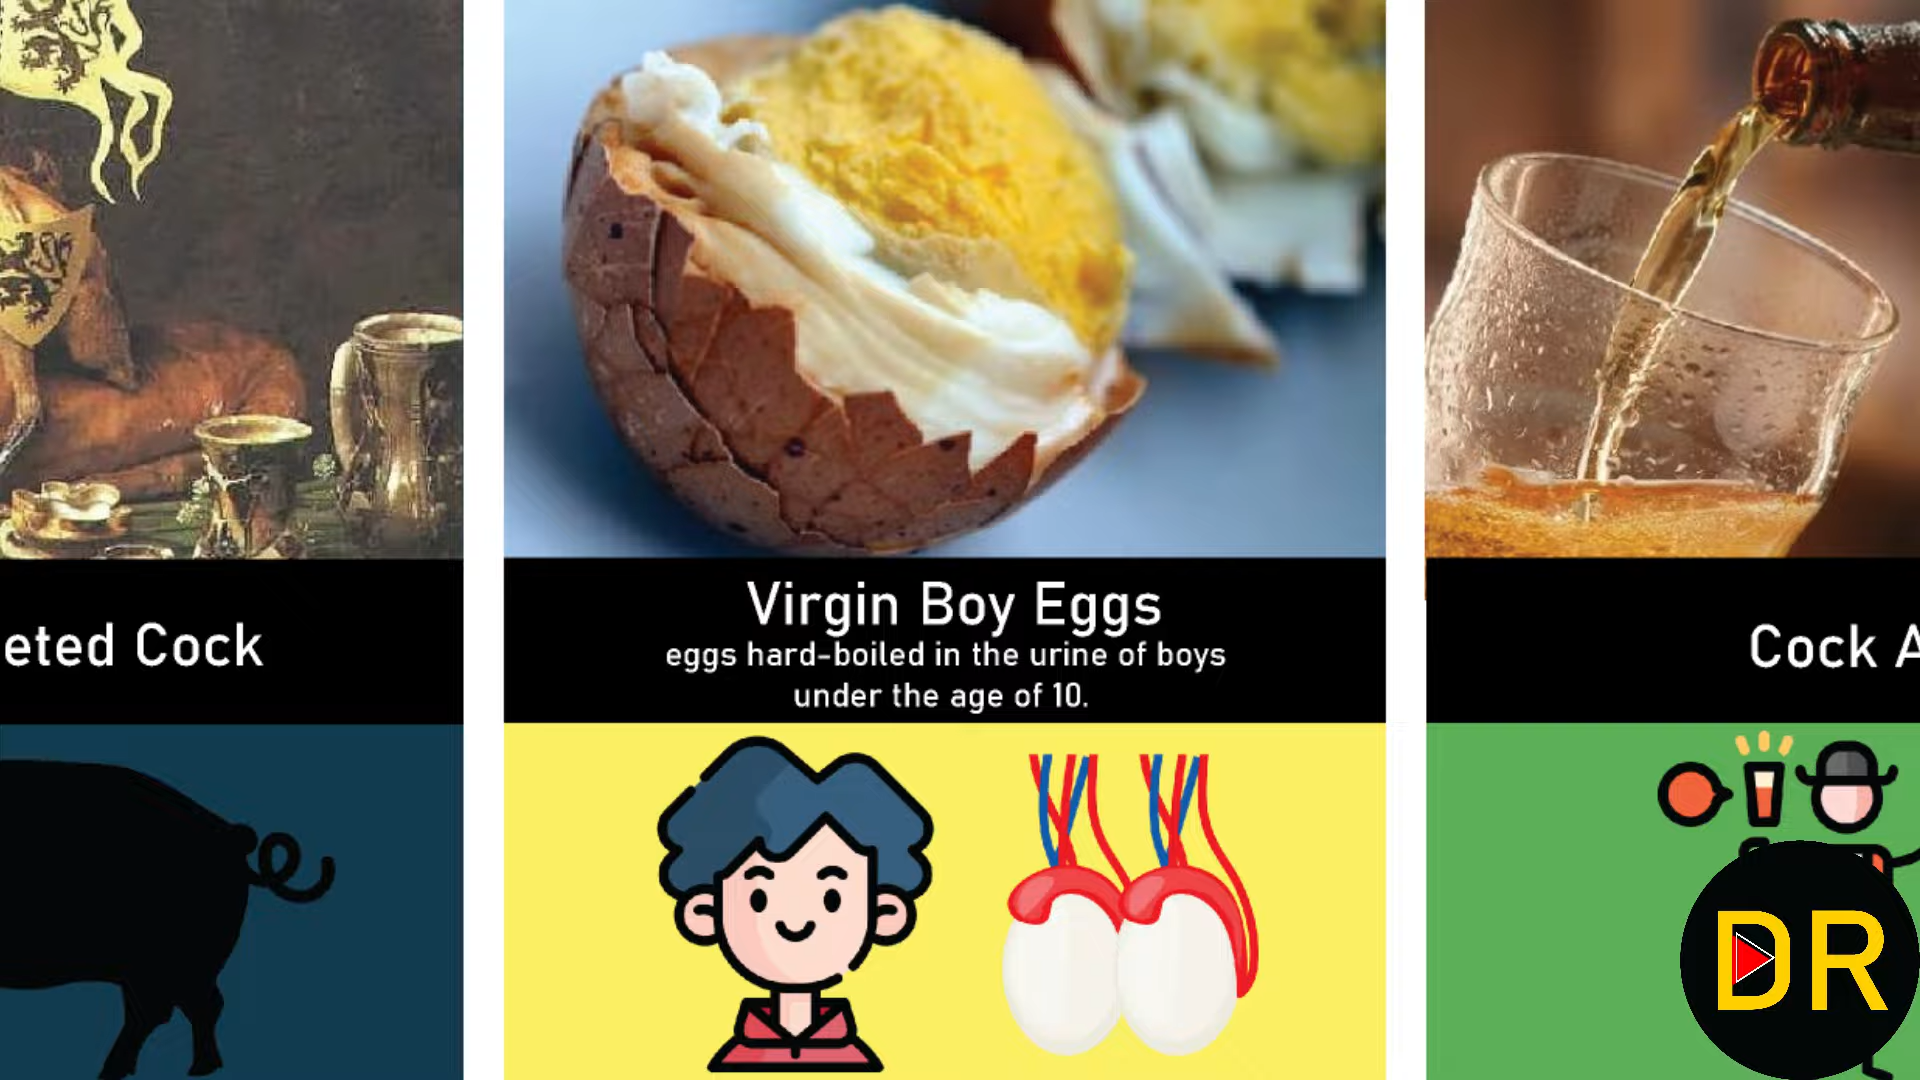 eted Cock
Virgin Boy Eggs
eggs hard-boiled in the urine of boys
under the age of 10.
Cock A
DR